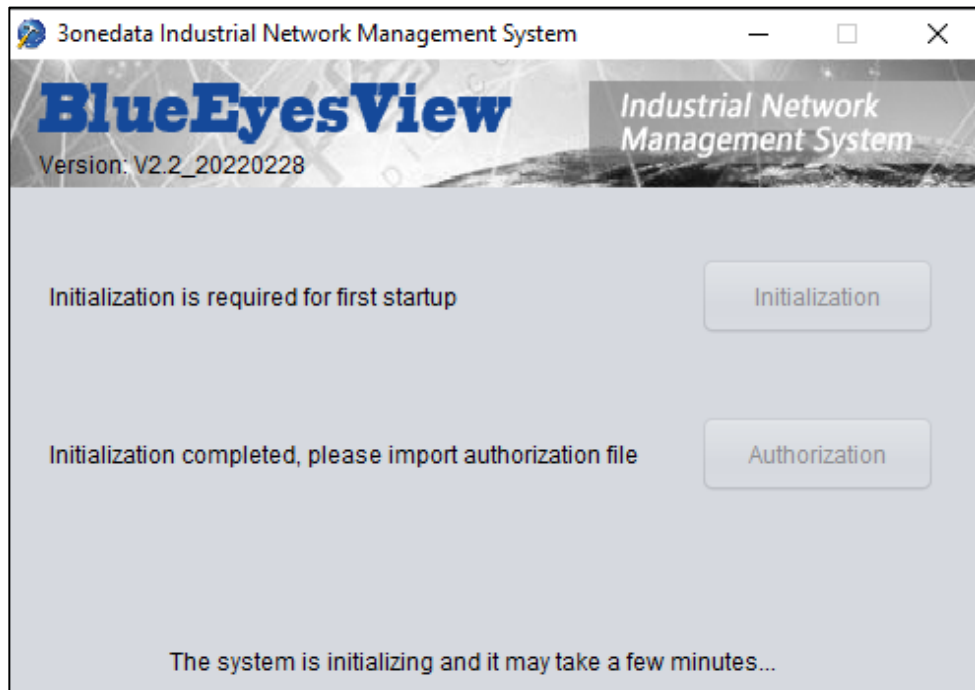 3onedata Industrial Network Management System
BlueEyesView
Industrial Network
Management System
Version: V2.2_20220228
Initialization is required for first startup
Initialization
Initialization completed, please import authorization file
Authorization
The system is initializing and it may take a few minutes...